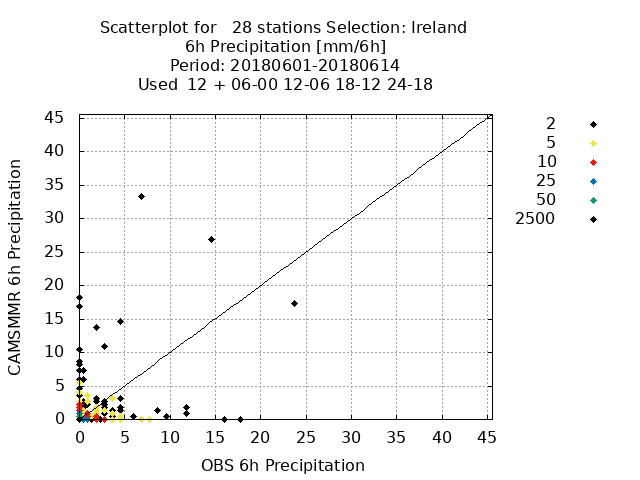 Scatterplot for   28 stations Selection: Ireland
6h Precipitation [mm/6h]
Period: 20180601-20180614
Used  12 + 06-00 12-06 18-12 24-18
CAMSMMR 6h Precipitation
45
40
35
30
25
20
15
10
5
0
0 5 10 15 20 25 30 35 40 45
OBS 6h Precipitation
2
5
10
25
50
2500